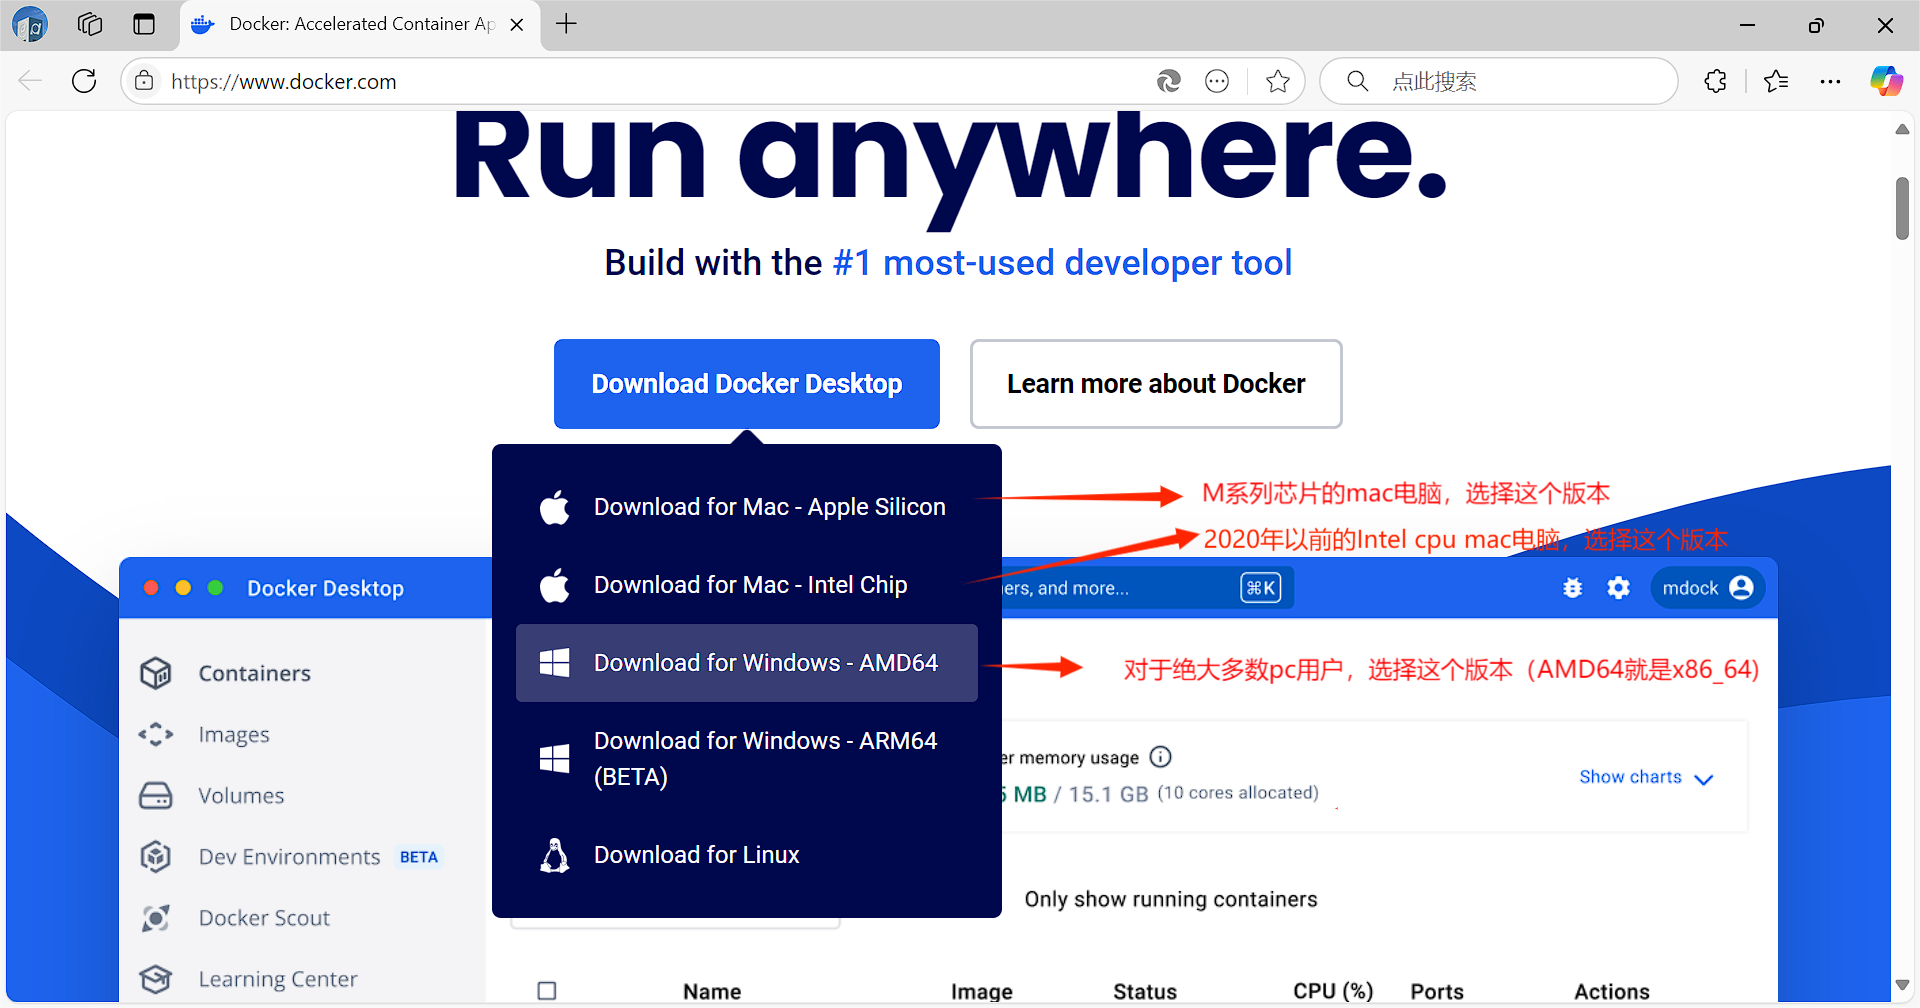 Docker: Accelerated Container Ap
https://www.docker.com
点此搜索
Run anywhere.
Build with the #1 most-used developer tool
Download Docker Desktop
Learn more about Docker
Download for Mac - Apple Silicon
M系列芯片的mac电脑，选择这个版本
2020年以前的Intel cpu mac电脑，选择这个版本
Download for Mac - Intel Chip
Docker Desktop
ners, and more...
⌘K
mdock
Download for Windows - AMD64
对于绝大多数pc用户，选择这个版本（AMD64就是x86_64)
Containers
Images
Volumes
Dev Environments BETA
Docker Scout
Learning Center
Download for Windows - ARM64
(BETA)
Download for Linux
er memory usage
5 MB / 15.1 GB (10 cores allocated)
Show charts
Only show running containers
Name Image Status CPU (%) Ports Actions